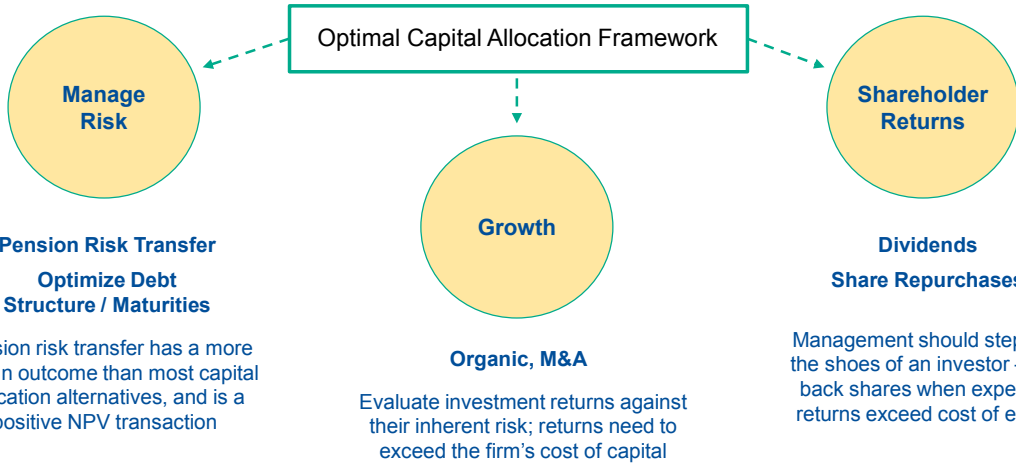 Optimal Capital Allocation Framework
Manage
Risk
Shareholder
Returns
Growth
Pension Risk Transfer
Optimize Debt
Structure / Maturities
risk transfer has a more
outcome than most capital
alternatives, and is a
positive NPV transaction
Organic, M&A
Evaluate investment returns against
their inherent risk; returns need to
exceed the firm's cost of capital
Dividends
Share Repurchases
Management should step
the shoes of an investor
back shares when
returns exceed cost of